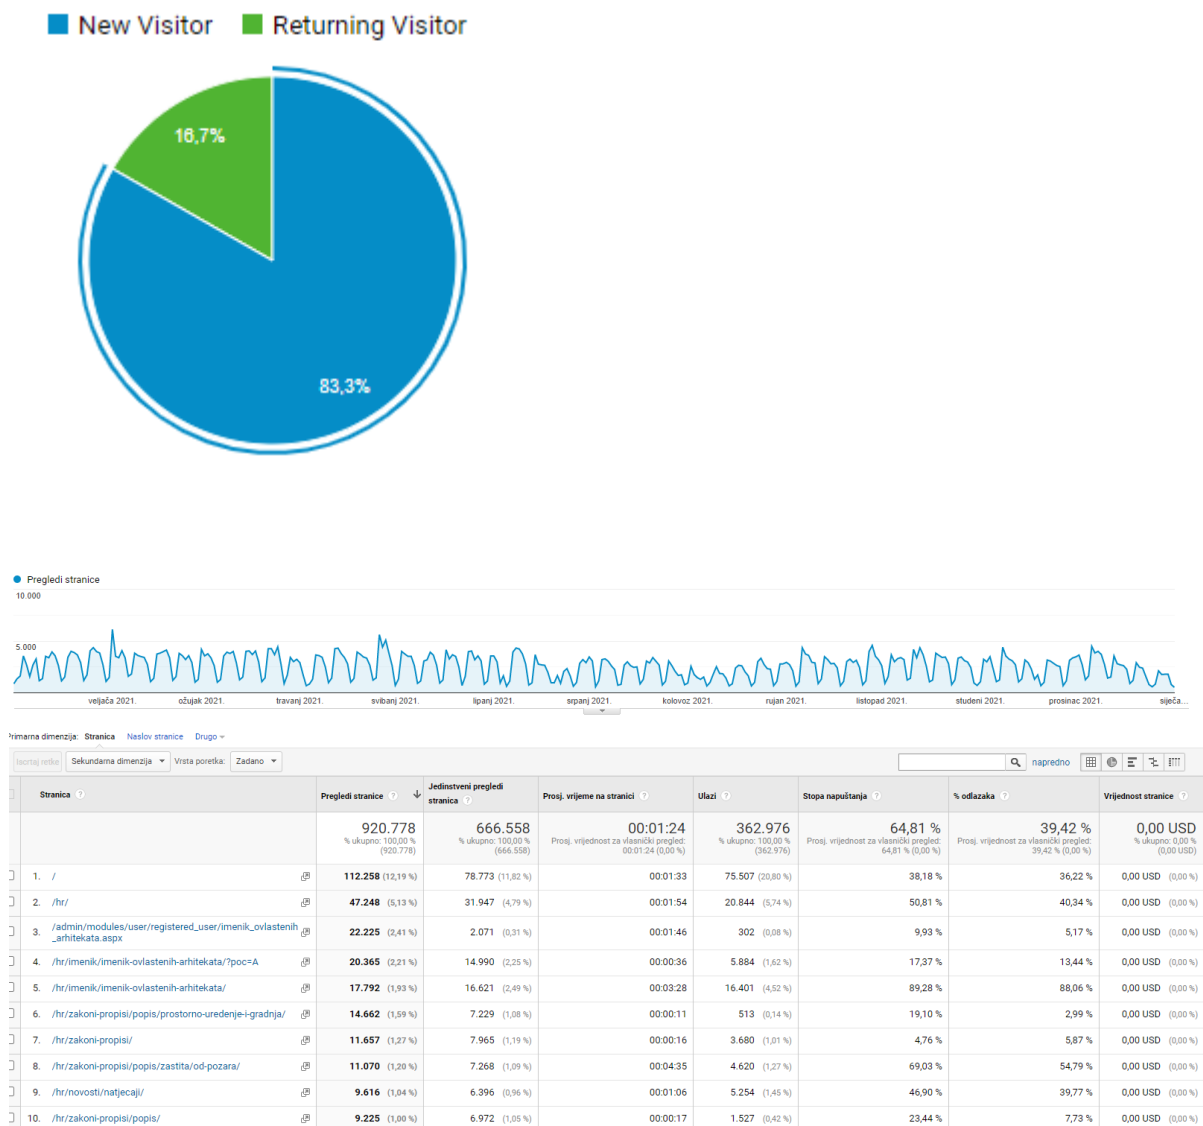 New Visitor Returning Visitor
16,7%
83,3%
Pregledi stranice
10.000
5.000
veljača 2021. ožujak 2021. travanj 2021. svibanj 2021. lipanj 2021. srpanj 2021. kolovoz 2021. rujan 2021. listopad 2021. studeni 2021. prosinac 2021. siječa...
Primarna dimenzija: Stranica Naslov stranice Drugo
Iscrtaj retke Sekundarna dimenzija Vrsta poretka: Zadano napredno
Stranica Pregledi stranice Jedinstveni pregledi stranica Prosj. vrijeme na stranici Ulazi Stopa napuštanja % odlazaka Vrijednost stranice
920.778 666.558 00:01:24 362.976 64,81 % 39,42 % 0,00 USD
% ukupno: 100,00 % % ukupno: 100,00 % Prosj. vrijednost za vlasnički pregled: % ukupno: 100,00 % Prosj. vrijednost za vlasnički pregled: Prosj. vrijednost za vlasnički pregled: % ukupno: 0,00 %
(920.778) (666.558) 00:01:24 (0,00 %) (362.976) 64,81 % (0,00 %) 39,42 % (0,00 %) (0,00 USD)
1. / 112.258 (12,19 %) 78.773 (11,82 %) 00:01:33 75.507 (20,80 %) 38,18 % 36,22 % 0,00 USD (0,00 %)
2. /hr/ 47.248 (5,13 %) 31.947 (4,79 %) 00:01:54 20.844 (5,74 %) 50,81 % 40,34 % 0,00 USD (0,00 %)
3. /admin/modules/user/registered_user/imenik_ovlastenih_arhitekata.aspx 22.225 (2,41 %) 2.071 (0,31 %) 00:01:46 302 (0,08 %) 9,93 % 5,17 % 0,00 USD (0,00 %)
4. /hr/imenik/imenik-ovlastenih-arhitekata/?poc=A 20.365 (2,21 %) 14.990 (2,25 %) 00:00:36 5.884 (1,62 %) 17,37 % 13,44 % 0,00 USD (0,00 %)
5. /hr/imenik/imenik-ovlastenih-arhitekata/ 17.792 (1,93 %) 16.621 (2,49 %) 00:03:28 16.401 (4,52 %) 89,28 % 88,06 % 0,00 USD (0,00 %)
6. /hr/zakoni-propisi/popis/prostorno-uredenje-i-gradnja/ 14.662 (1,59 %) 7.229 (1,08 %) 00:00:11 513 (0,14 %) 19,10 % 2,99 % 0,00 USD (0,00 %)
7. /hr/zakoni-propisi/ 11.657 (1,27 %) 7.965 (1,19 %) 00:00:16 3.680 (1,01 %) 4,76 % 5,87 % 0,00 USD (0,00 %)
8. /hr/zakoni-propisi/popis/zastita/od-pozara/ 11.070 (1,20 %) 7.268 (1,09 %) 00:04:35 4.620 (1,27 %) 69,03 % 54,79 % 0,00 USD (0,00 %)
9. /hr/novosti/natjecaji/ 9.616 (1,04 %) 6.396 (0,96 %) 00:01:06 5.254 (1,45 %) 46,90 % 39,77 % 0,00 USD (0,00 %)
10. /hr/zakoni-propisi/popis/ 9.225 (1,00 %) 6.972 (1,05 %) 00:00:17 1.527 (0,42 %) 23,44 % 7,73 % 0,00 USD (0,00 %)